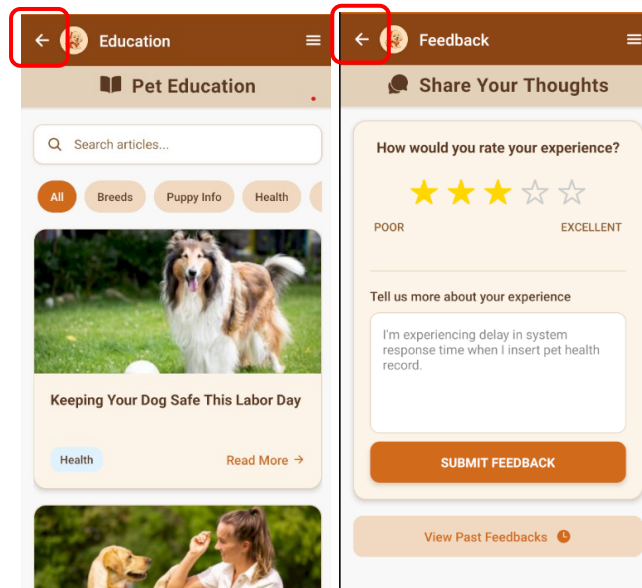 Education
Pet Education
Search articles...
All
Breeds
Puppy Info
Health
Keeping Your Dog Safe This Labor Day
Health
Read More →
Feedback
Share Your Thoughts
How would you rate your experience?
POOR
EXCELLENT
Tell us more about your experience
I'm experiencing delay in system
response time when I insert pet health
record.
SUBMIT FEEDBACK
View Past Feedbacks